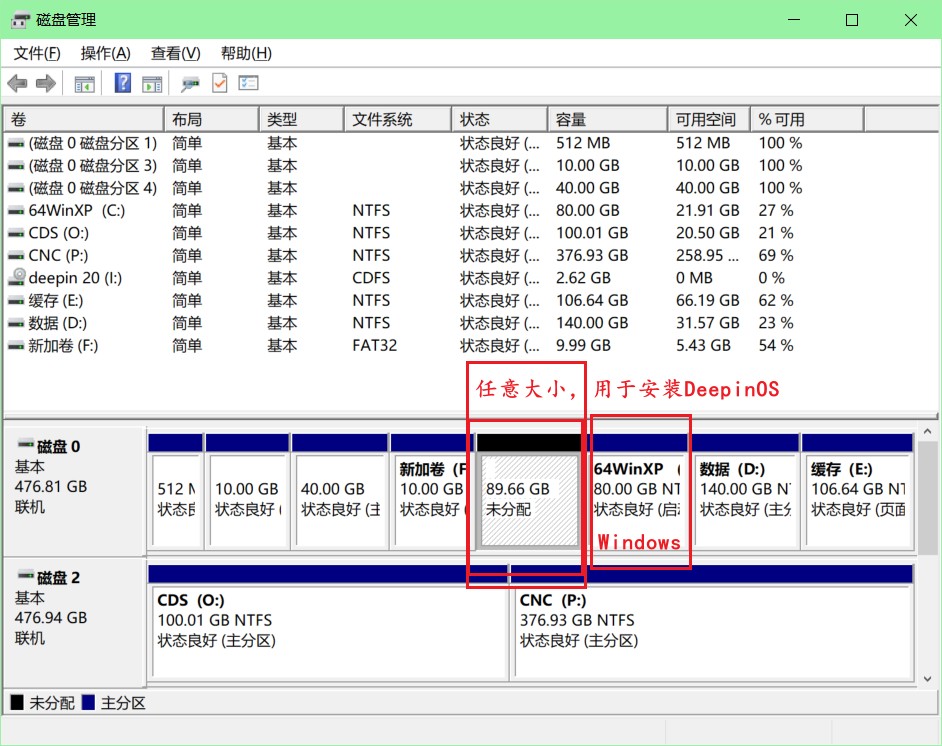 磁盘管理
文件(F) 操作(A) 查看(V) 帮助(H)
卷 布局 类型 文件系统 状态 容量 可用空间 % 可用
(磁盘 0 磁盘分区 1) 简单 基本 状态良好 (... 512 MB 512 MB 100 %
(磁盘 0 磁盘分区 3) 简单 基本 状态良好 (... 10.00 GB 10.00 GB 100 %
(磁盘 0 磁盘分区 4) 简单 基本 状态良好 (... 40.00 GB 40.00 GB 100 %
64WinXP (C:) 简单 基本 NTFS 状态良好 (... 80.00 GB 21.91 GB 27 %
CDS (O:) 简单 基本 NTFS 状态良好 (... 100.01 GB 20.50 GB 21 %
CNC (P:) 简单 基本 NTFS 状态良好 (... 376.93 GB 258.95 ... 69 %
deepin 20 (I:) 简单 基本 CDFS 状态良好 (... 2.62 GB 0 MB 0 %
缓存 (E:) 简单 基本 NTFS 状态良好 (... 106.64 GB 66.19 GB 62 %
数据 (D:) 简单 基本 NTFS 状态良好 (... 140.00 GB 31.57 GB 23 %
新加卷 (F:) 简单 基本 FAT32 状态良好 (... 9.99 GB 5.43 GB 54 %
任意大小，用于安装DeepinOS
磁盘 0
基本
476.81 GB
联机
512 M
状态良
10.00 GB
状态良好 (
40.00 GB
状态良好 (主
新加卷 (F
10.00 GB
状态良好 (
89.66 GB
未分配
64WinXP (
80.00 GB NT
状态良好 (启动
Windows
数据 (D:)
140.00 GB N
状态良好 (主分
缓存 (E:)
106.64 GB NT
状态良好 (页面
磁盘 2
基本
476.94 GB
联机
CDS (O:)
100.01 GB NTFS
状态良好 (主分区)
CNC (P:)
376.93 GB NTFS
状态良好 (主分区)
未分配 主分区